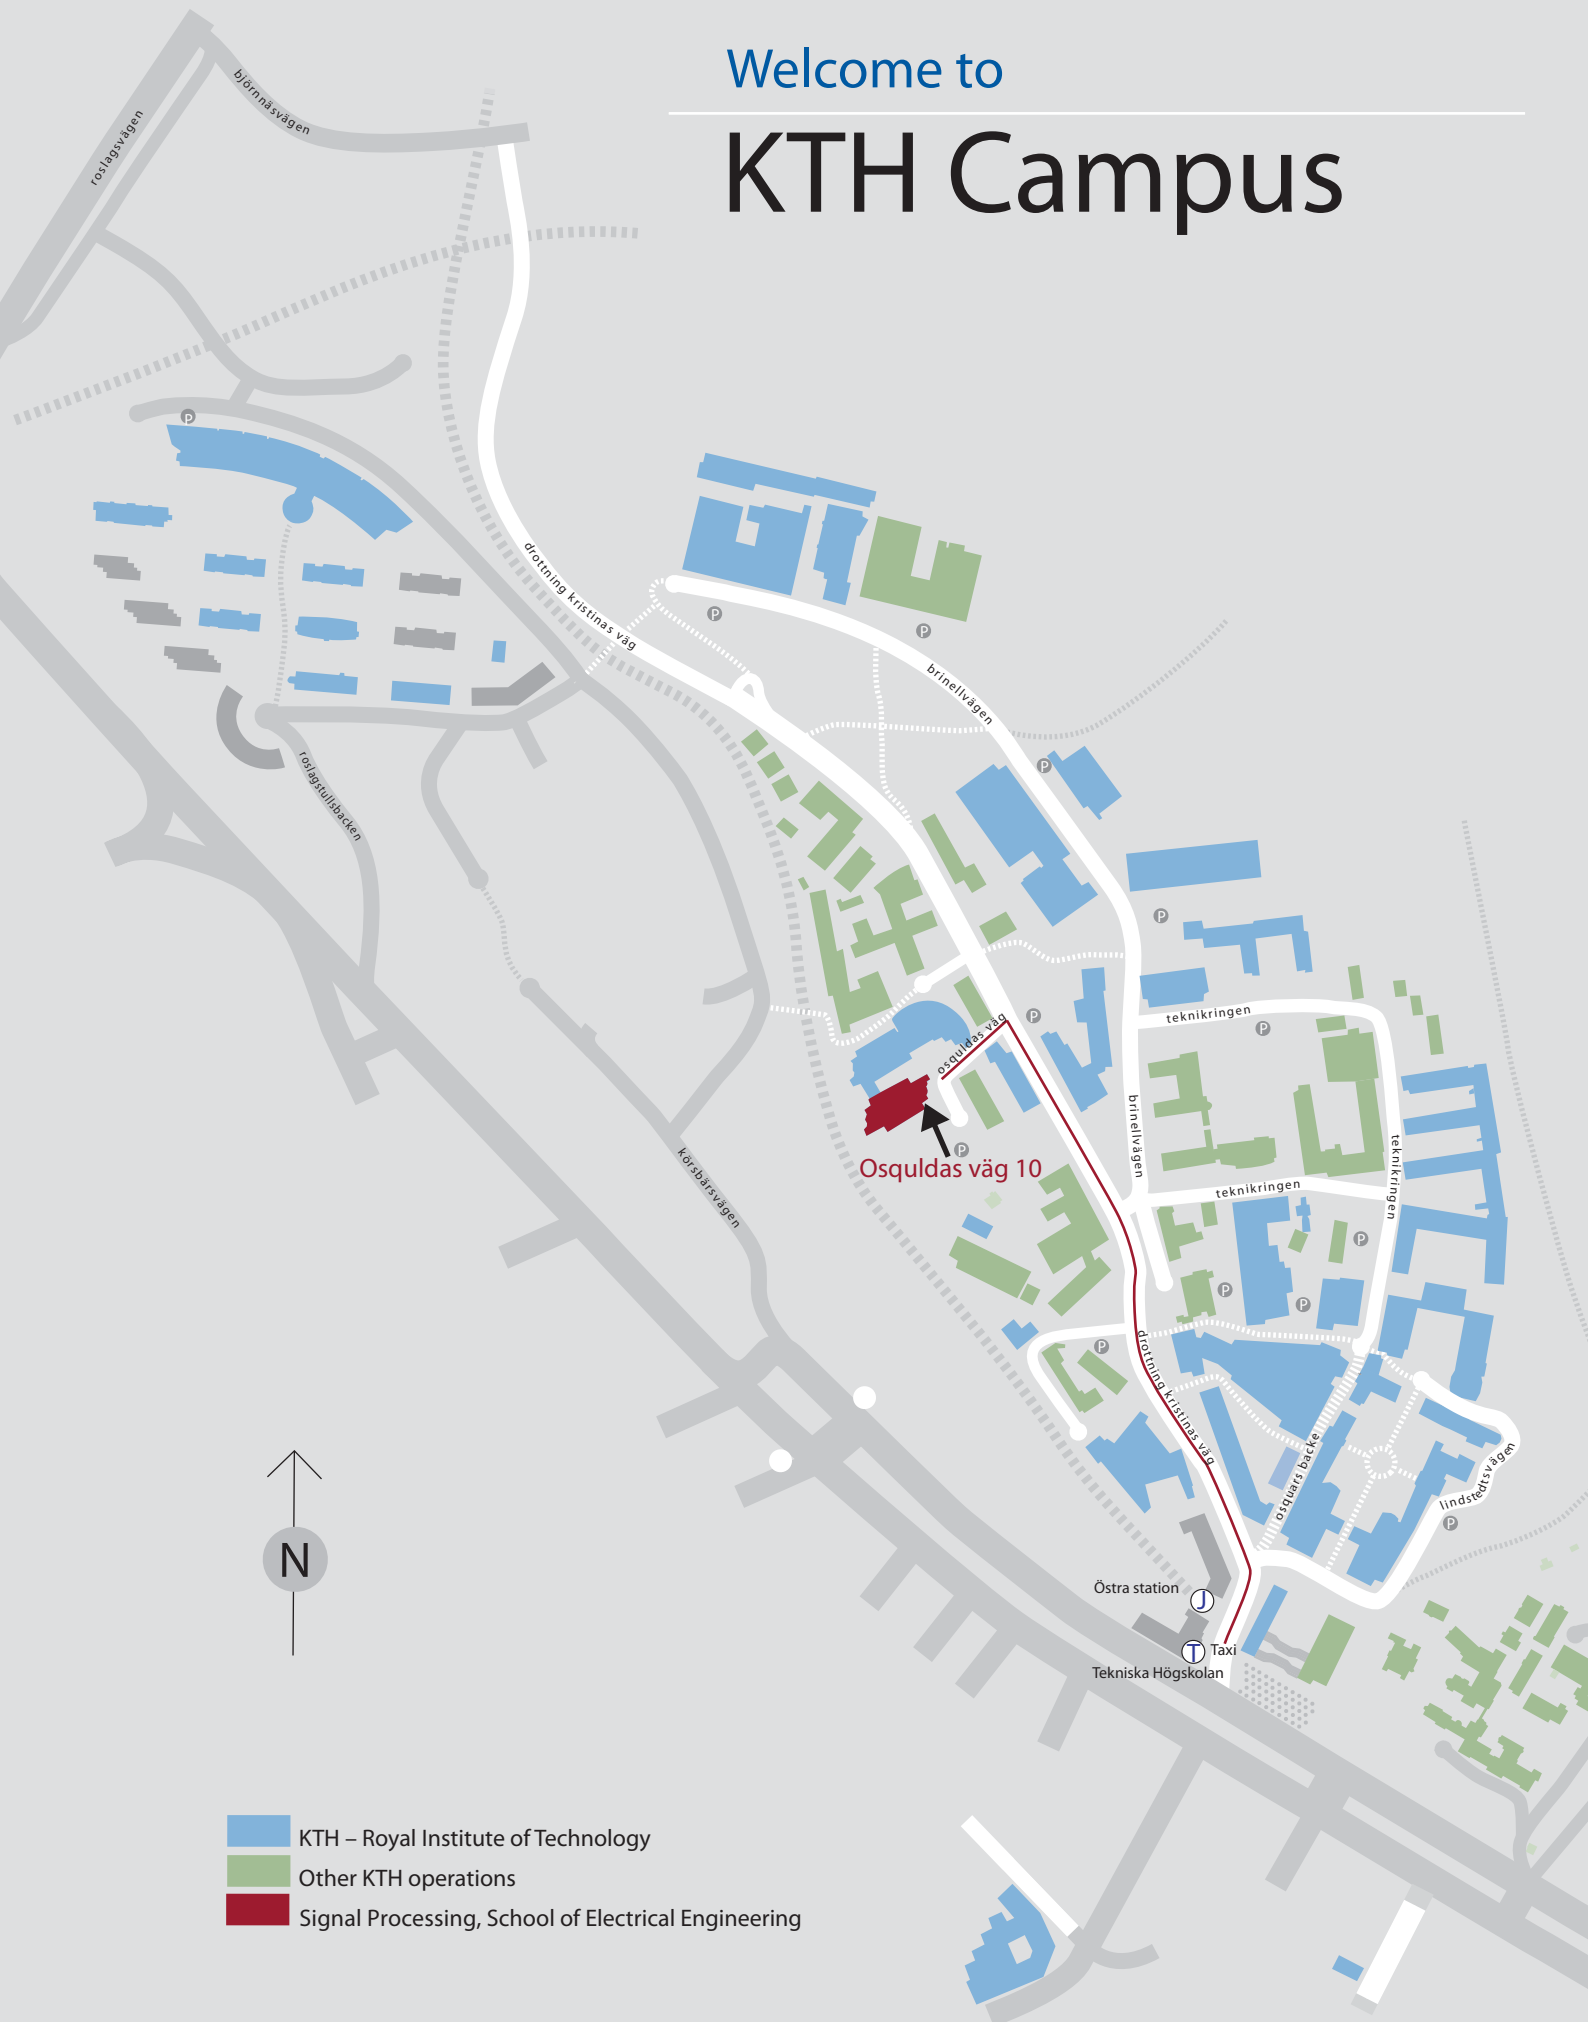 Welcome to
KTH Campus
björnnäsvägen
roslagsvägen
P
drottning kristinas väg
P
P
brinellvägen
P
roslagstullsbacken
P
teknikringen
P
P
osquldas väg
brinellvägen
P
Osquldas väg 10
teknikringen
körsbärsvägen
teknikringen
P
P
P
P
drottning kristinas väg
osquars backe
lindstedtsvägen
P
N
Östra station
J
T
Taxi
Tekniska Högskolan
KTH – Royal Institute of Technology
Other KTH operations
Signal Processing, School of Electrical Engineering